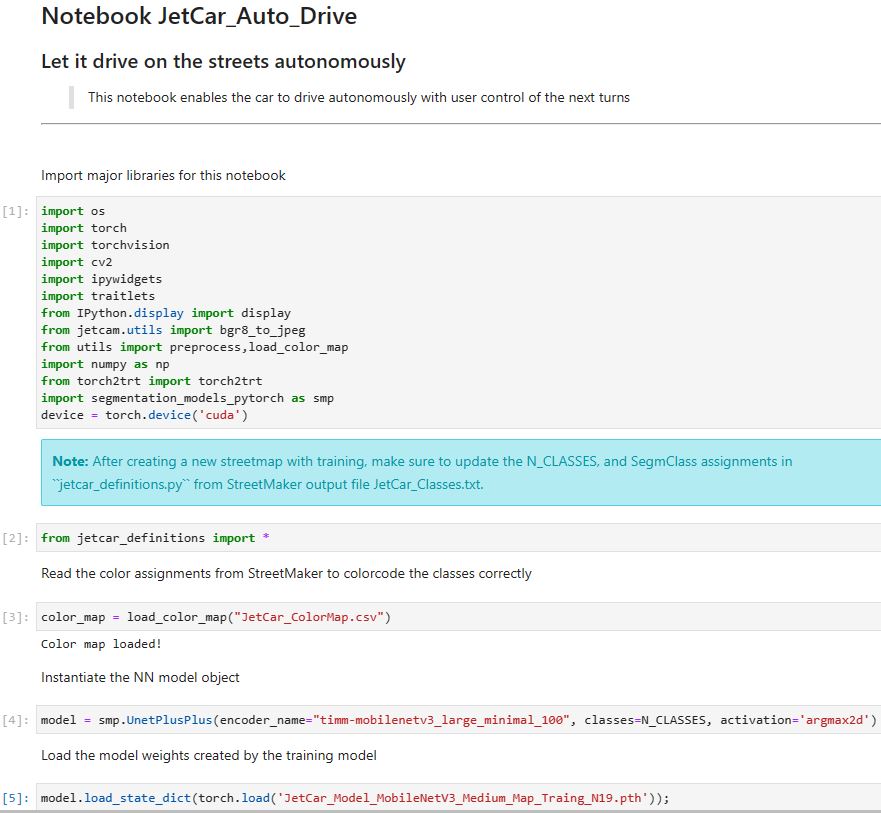 Notebook JetCar_Auto_Drive
Let it drive on the streets autonomously
This notebook enables the car to drive autonomously with user control of the next turns
Import major libraries for this notebook
[1]: import os
import torch
import torchvision
import cv2
import ipywidgets
import traitlets
from IPython.display import display
from jetcam.utils import bgr8_to_jpeg
from utils import preprocess,load_color_map
import numpy as np
from torch2trt import torch2trt
import segmentation_models_pytorch as smp
device = torch.device('cuda')
Note: After creating a new streetmap with training, make sure to update the N_CLASSES, and SegmClass assignments in
``jetcar_definitions.py`` from StreetMaker output file JetCar_Classes.txt.
[2]: from jetcar_definitions import *
Read the color assignments from StreetMaker to colorcode the classes correctly
[3]: color_map = load_color_map("JetCar_ColorMap.csv")
Color map loaded!
Instantiate the NN model object
[4]: model = smp.UnetPlusPlus(encoder_name="timm-mobilenetv3_large_minimal_100", classes=N_CLASSES, activation='argmax2d')
Load the model weights created by the training model
[5]: model.load_state_dict(torch.load('JetCar_Model_MobileNetV3_Medium_Map_Traing_N19.pth'));